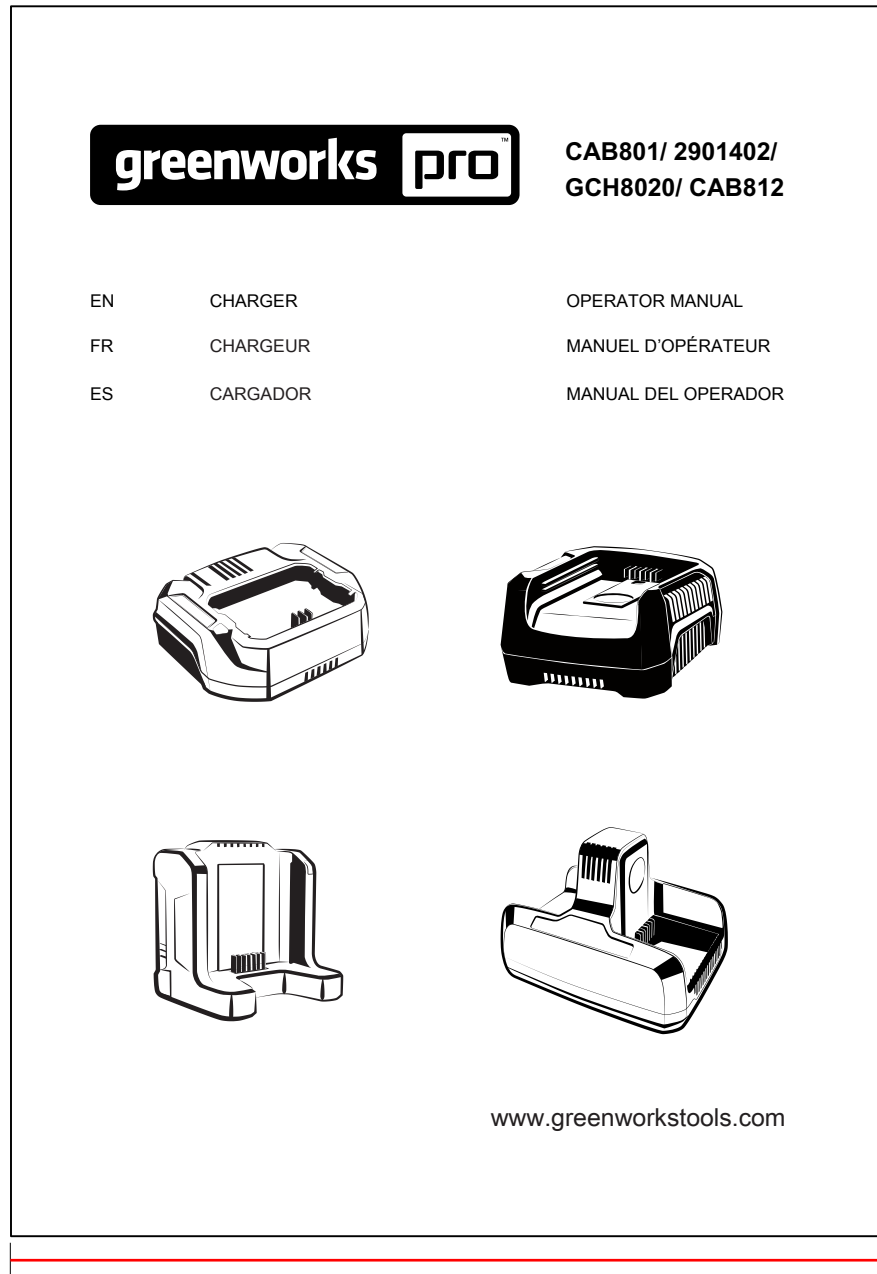 greenworks pro™
CAB801/ 2901402/
GCH8020/ CAB812
EN CHARGER OPERATOR MANUAL
FR CHARGEUR MANUEL D’OPÉRATEUR
ES CARGADOR MANUAL DEL OPERADOR
www.greenworkstools.com